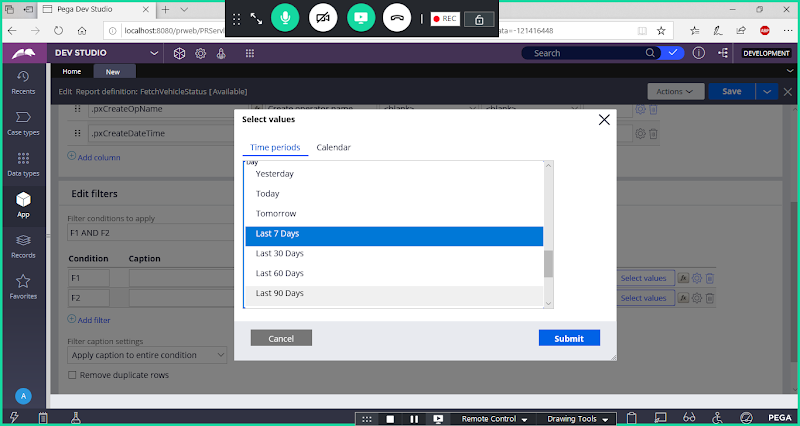 Pega Dev Studio
localhost:8080/prweb/PRServ
ata=-121416448
REC
ABP
DEV STUDIO
Search
DEVELOPMENT
Home
New
Recents
Case types
Data types
App
Records
Favorites
A
Edit Report definition: FetchVehicleStatus [Available]
Actions
Save
.pxCreateOpName
Create operator name
<blank>
<blank>
.pxCreateDateTime
Add column
Edit filters
Filter conditions to apply
F1 AND F2
Condition
Caption
F1
Select values
F2
Select values
Add filter
Filter caption settings
Apply caption to entire condition
Remove duplicate rows
Select values
Time periods
Calendar
Day
Yesterday
Today
Tomorrow
Last 7 Days
Last 30 Days
Last 60 Days
Last 90 Days
Cancel
Submit
Remote Control
Drawing Tools
PEGA